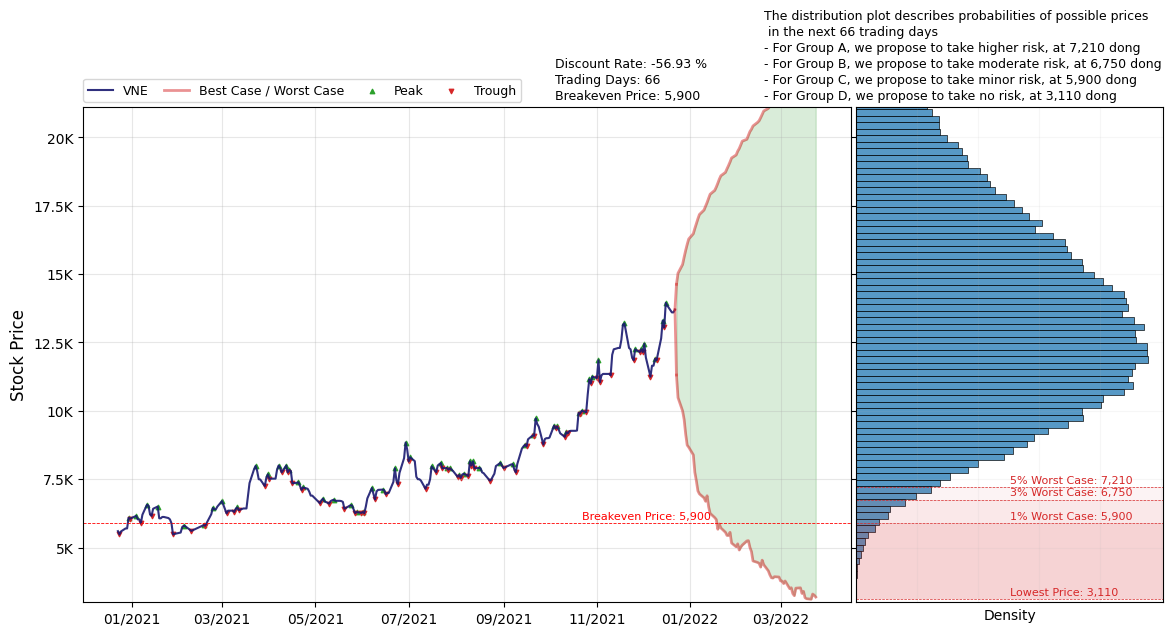 The distribution plot describes probabilities of possible prices
in the next 66 trading days
- For Group A, we propose to take higher risk, at 7,210 dong
- For Group B, we propose to take moderate risk, at 6,750 dong
- For Group C, we propose to take minor risk, at 5,900 dong
- For Group D, we propose to take no risk, at 3,110 dong
Discount Rate: -56.93 %
Trading Days: 66
Breakeven Price: 5,900
VNE Best Case / Worst Case Peak Trough
Stock Price
20K
17.5K
15K
12.5K
10K
7.5K
5K
Breakeven Price: 5,900
01/2021 03/2021 05/2021 07/2021 09/2021 11/2021 01/2022 03/2022
5% Worst Case: 7,210
3% Worst Case: 6,750
1% Worst Case: 5,900
Lowest Price: 3,110
Density